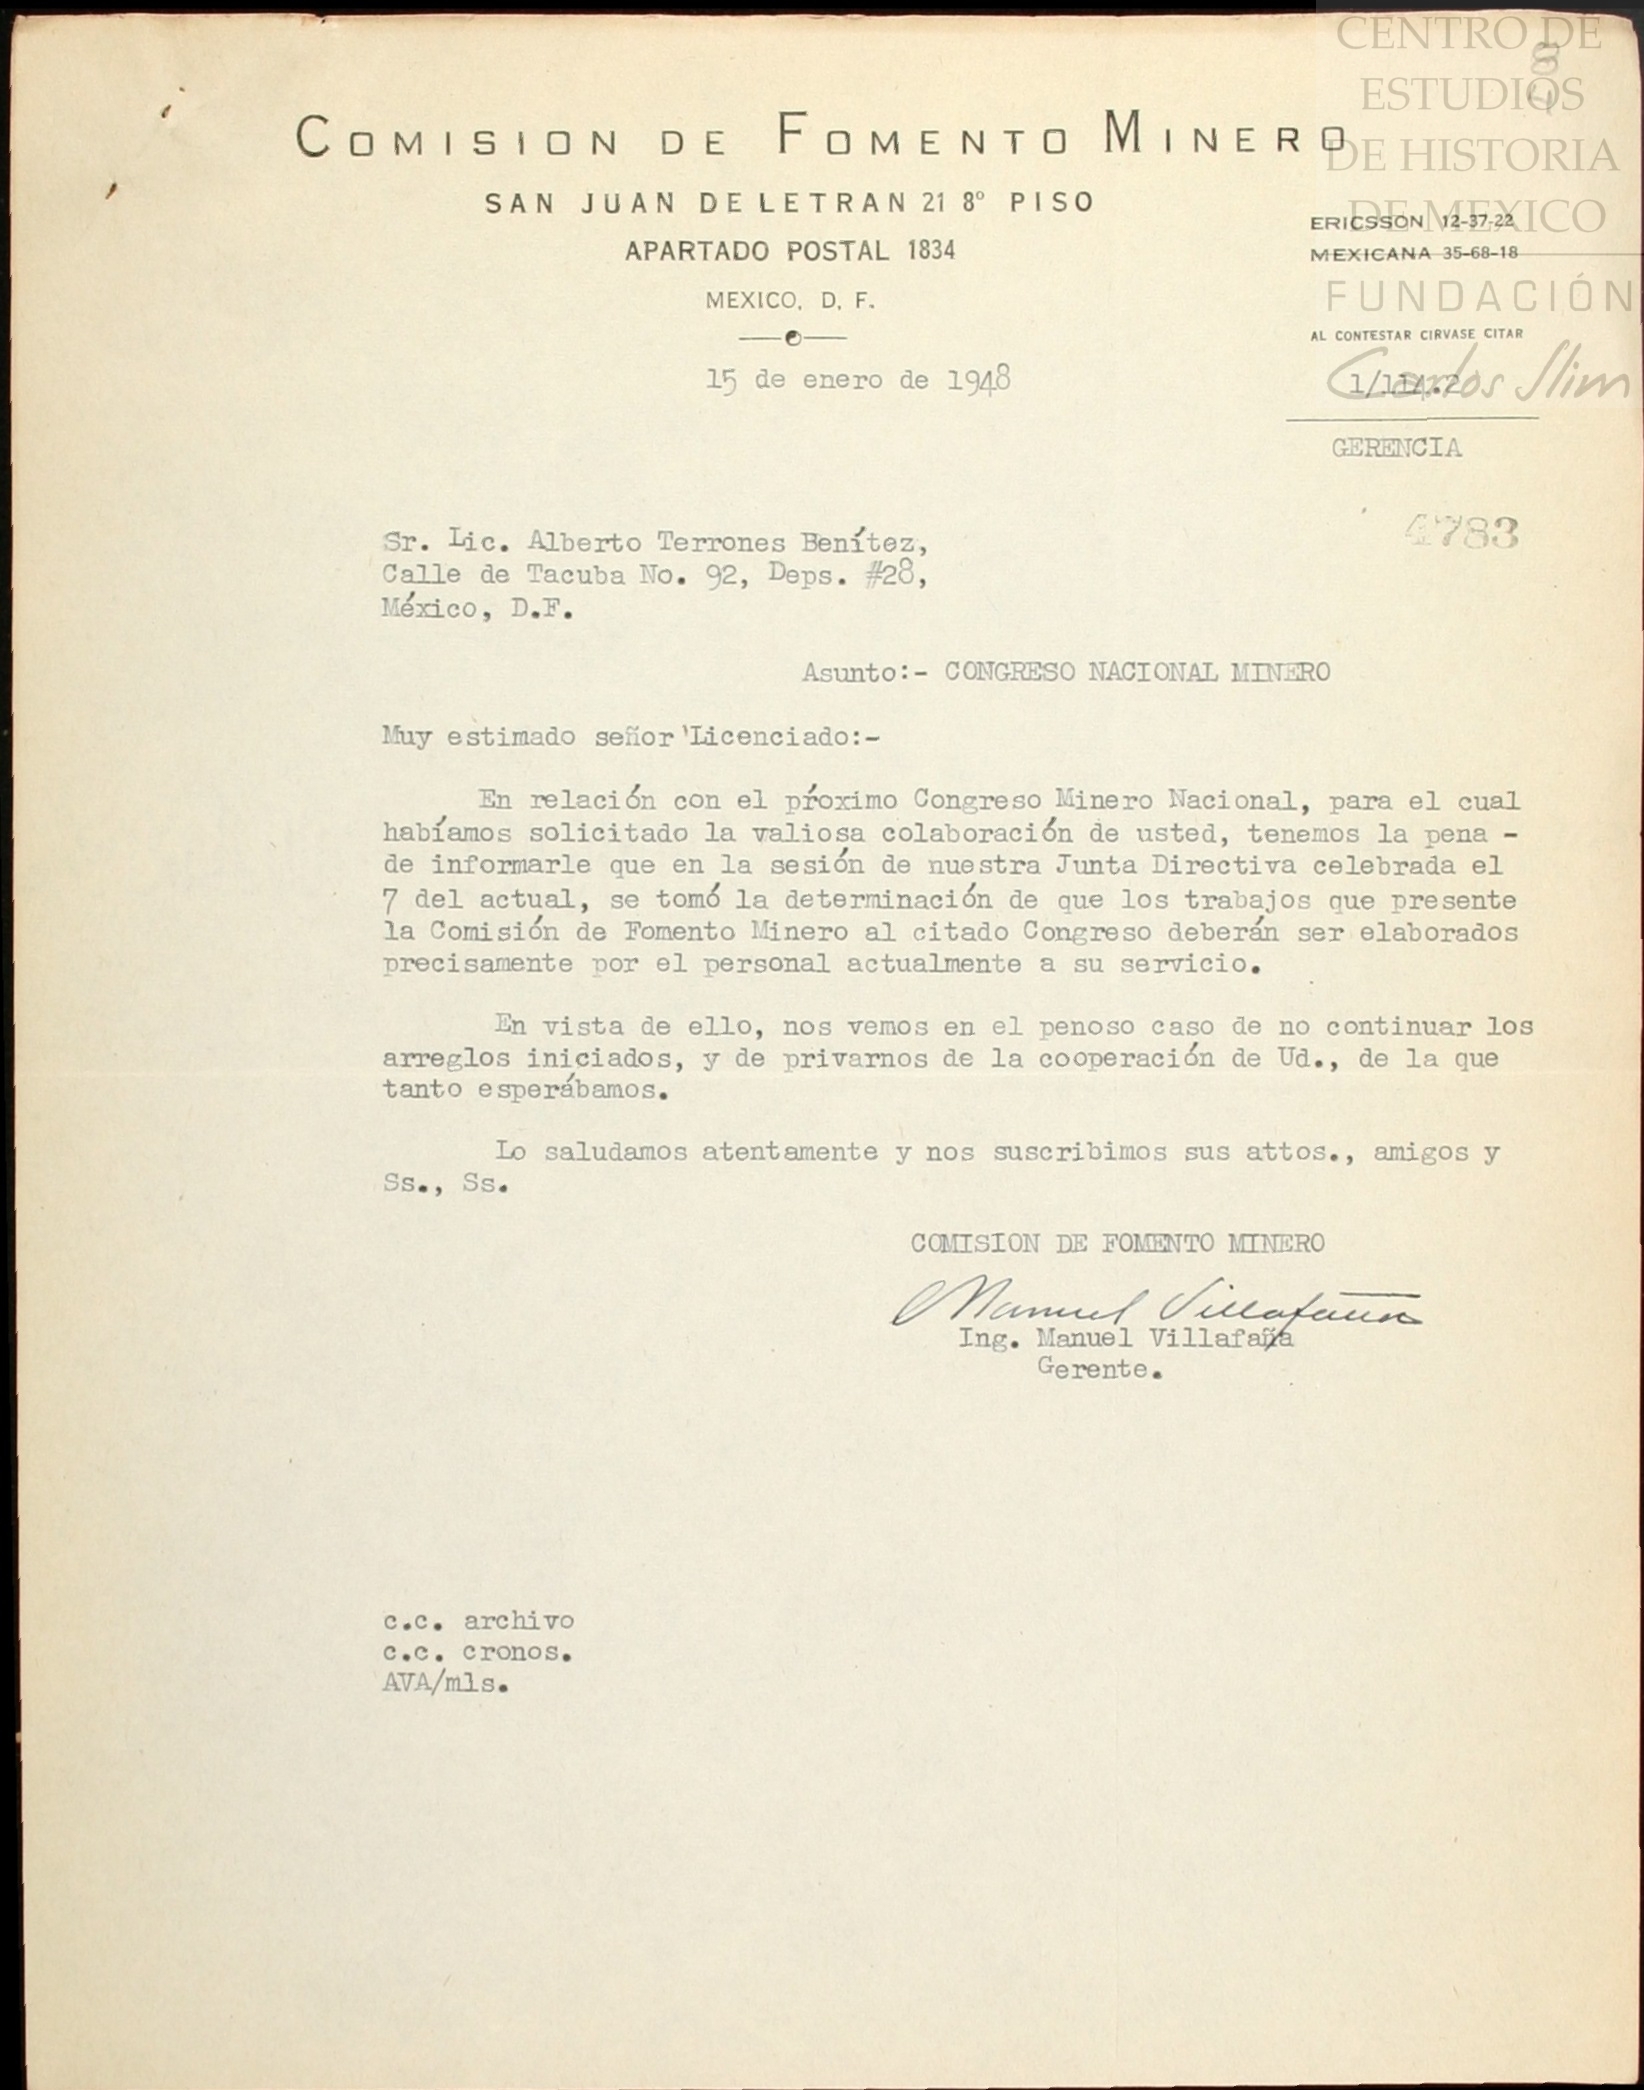 CENTRO DE
ESTUDIOS
DE HISTORIA
DE MEXICO
FUNDACIÓN
Carlos Slim
COMISION DE FOMENTO MINERO
SAN JUAN DE LETRAN 21 8º PISO
APARTADO POSTAL 1834
MEXICO, D. F.
ERICSSON 12-37-22
MEXICANA 35-68-18
AL CONTESTAR CIRVASE CITAR
15 de enero de 1948
1/114.2
GERENCIA
4783
Sr. Lic. Alberto Terrones Benítez,
Calle de Tacuba No. 92, Deps. #28,
México, D.F.
Asunto:- CONGRESO NACIONAL MINERO
Muy estimado señor Licenciado:-
En relación con el próximo Congreso Minero Nacional, para el cual
habíamos solicitado la valiosa colaboración de usted, tenemos la pena -
de informarle que en la sesión de nuestra Junta Directiva celebrada el
7 del actual, se tomó la determinación de que los trabajos que presente
la Comisión de Fomento Minero al citado Congreso deberán ser elaborados
precisamente por el personal actualmente a su servicio.
En vista de ello, nos vemos en el penoso caso de no continuar los
arreglos iniciados, y de privarnos de la cooperación de Ud., de la que
tanto esperábamos.
Lo saludamos atentamente y nos suscribimos sus attos., amigos y
Ss., Ss.
COMISION DE FOMENTO MINERO
Manuel Villafaña
Ing. Manuel Villafaña
Gerente.
c.c. archivo
c.c. cronos.
AVA/mls.